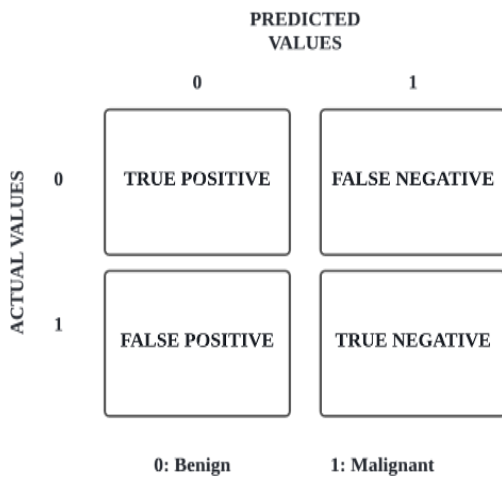 PREDICTED
VALUES
0 1
ACTUAL VALUES
0
TRUE POSITIVE FALSE NEGATIVE
1
FALSE POSITIVE TRUE NEGATIVE
0: Benign 1: Malignant